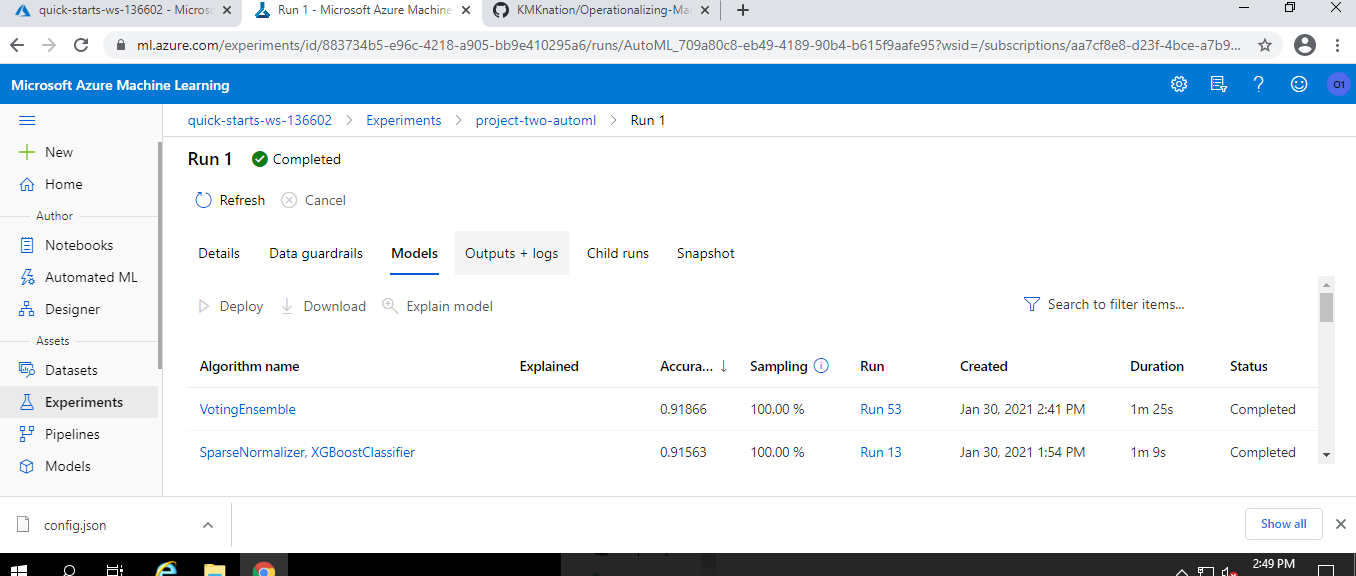 quick-starts-ws-136602 - Micros
Run 1 - Microsoft Azure Machine
KMKnation/Operationalizing-Ma
ml.azure.com/experiments/id/883734b5-e96c-4218-a905-bb9e410295a6/runs/AutoML_709a80c8-eb49-4189-90b4-b615f9aafe95?wsid=/subscriptions/aa7cf8e8-d23f-4bce-a7b9...
Microsoft Azure Machine Learning
O1
quick-starts-ws-136602 > Experiments > project-two-automl > Run 1
New
Home
Author
Notebooks
Automated ML
Designer
Assets
Datasets
Experiments
Pipelines
Models
Run 1 Completed
Refresh Cancel
Details Data guardrails Models Outputs + logs Child runs Snapshot
Deploy Download Explain model Search to filter items...
Algorithm name Explained Accura... ↓ Sampling Run Created Duration Status
VotingEnsemble 0.91866 100.00 % Run 53 Jan 30, 2021 2:41 PM 1m 25s Completed
SparseNormalizer, XGBoostClassifier 0.91563 100.00 % Run 13 Jan 30, 2021 1:54 PM 1m 9s Completed
config.json
Show all
2:49 PM